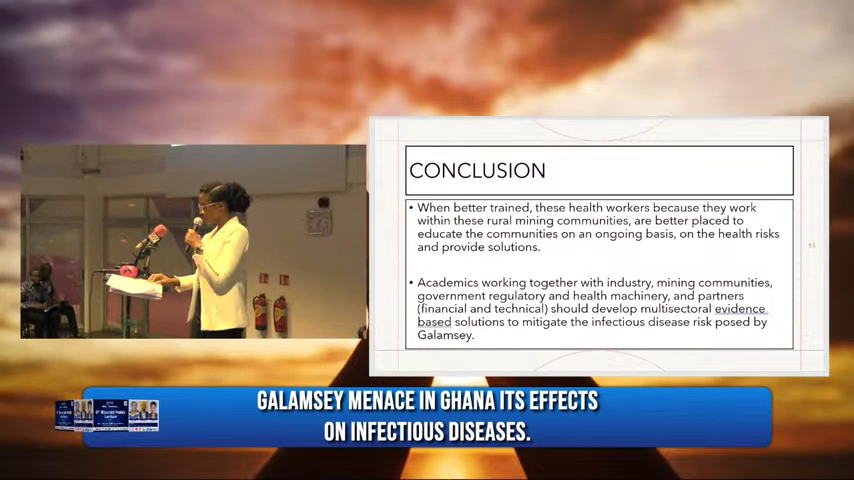 CONCLUSION
• When better trained, these health workers because they work
within these rural mining communities, are better placed to
educate the communities on an ongoing basis, on the health risks
and provide solutions.
• Academics working together with industry, mining communities,
government regulatory and health machinery, and partners
(financial and technical) should develop multisectoral evidence
based solutions to mitigate the infectious disease risk posed by
Galamsey.
GALAMSEY MENACE IN GHANA ITS EFFECTS
ON INFECTIOUS DISEASES.